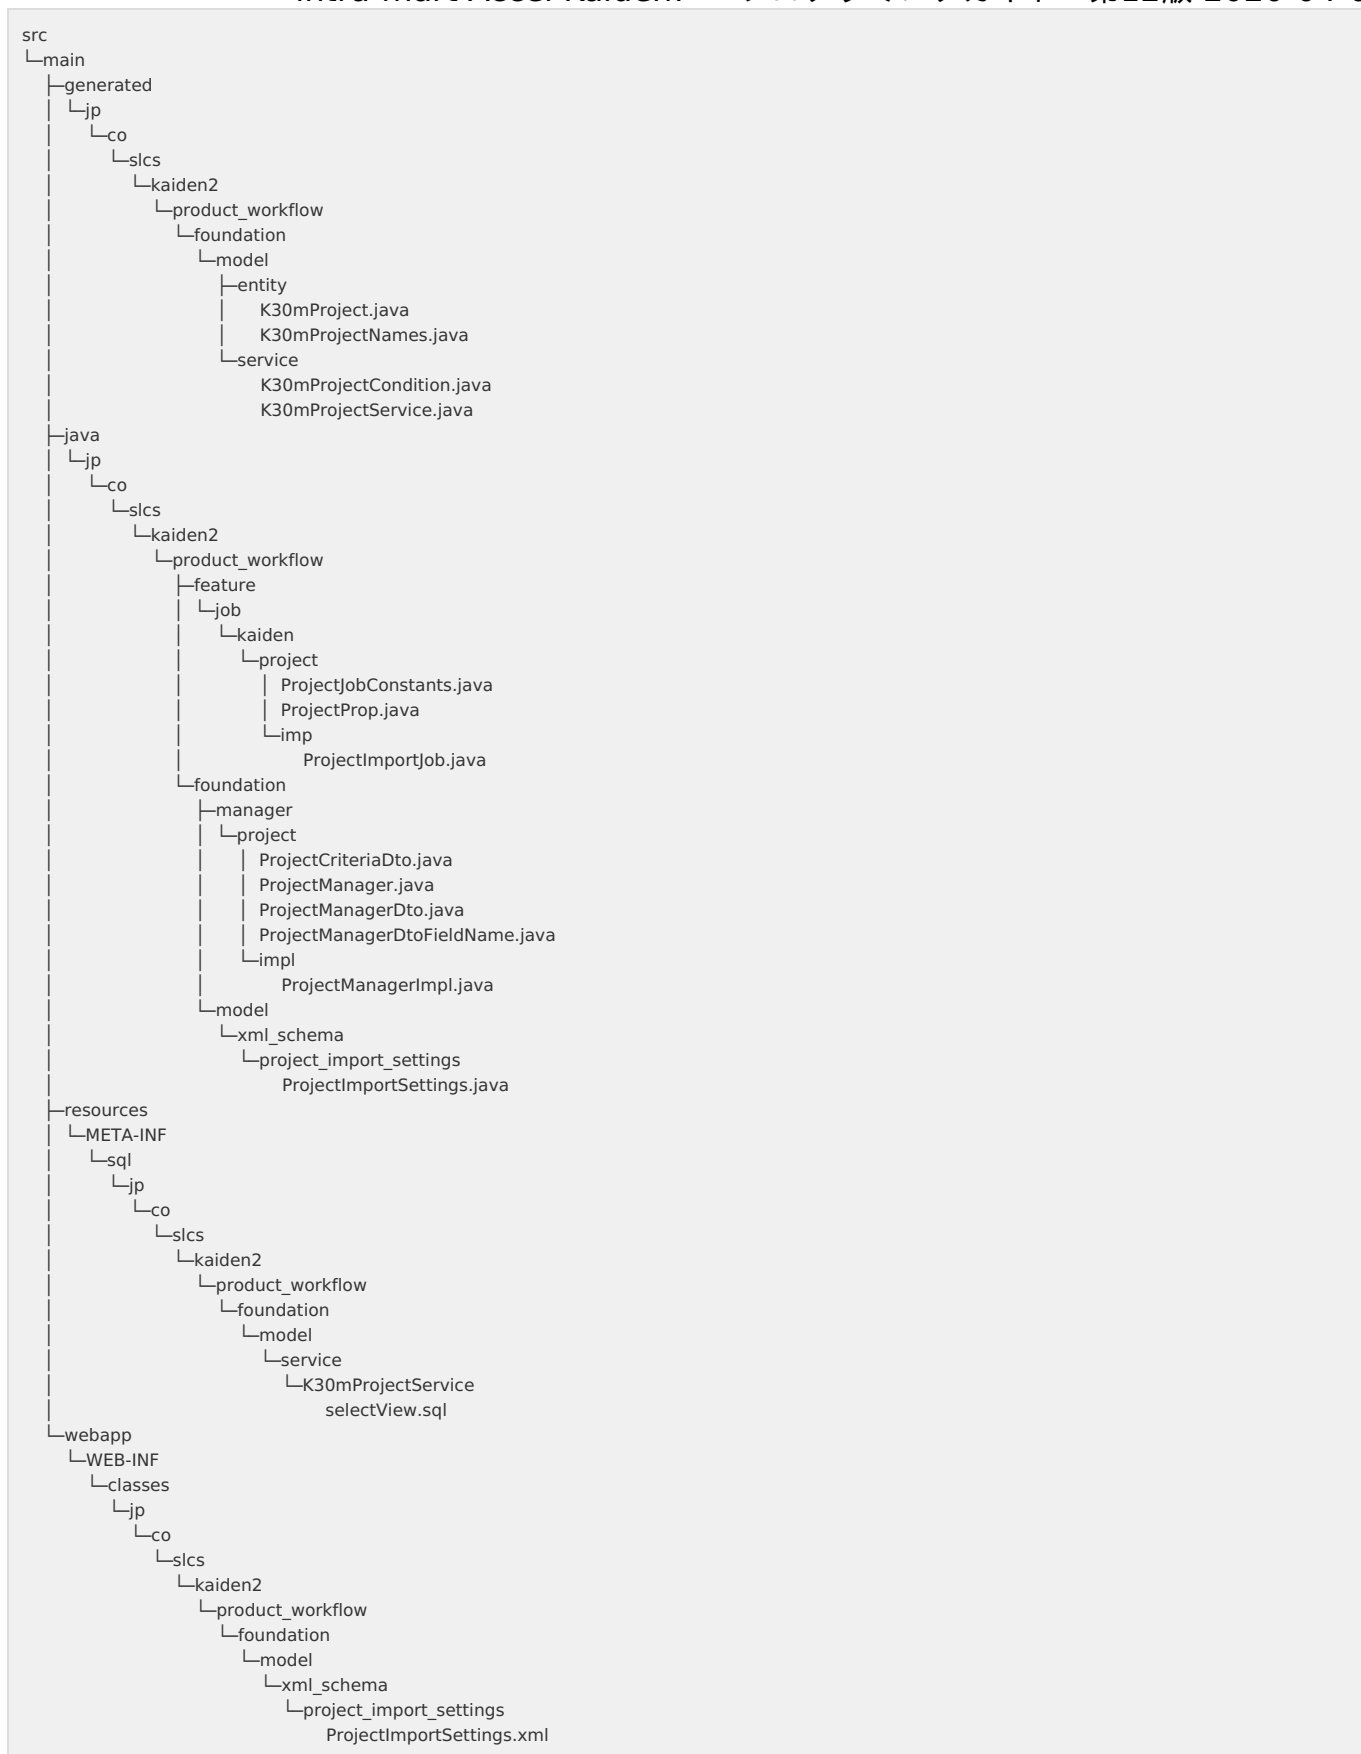 src
└─main
├─generated
│ └─jp
│ └─co
│ └─slcs
│ └─kaiden2
│ └─product_workflow
│ └─foundation
│ └─model
│ ├─entity
│ │ K30mProject.java
│ │ K30mProjectNames.java
│ └─service
│ K30mProjectCondition.java
│ K30mProjectService.java
├─java
│ └─jp
│ └─co
│ └─slcs
│ └─kaiden2
│ └─product_workflow
│ ├─feature
│ │ └─job
│ │ └─kaiden
│ │ └─project
│ │ │ ProjectJobConstants.java
│ │ │ ProjectProp.java
│ │ └─imp
│ │ ProjectImportJob.java
│ └─foundation
│ ├─manager
│ │ └─project
│ │ │ ProjectCriteriaDto.java
│ │ │ ProjectManager.java
│ │ │ ProjectManagerDto.java
│ │ │ ProjectManagerDtoFieldName.java
│ │ └─impl
│ │ ProjectManagerImpl.java
│ └─model
│ └─xml_schema
│ └─project_import_settings
│ ProjectImportSettings.java
├─resources
│ └─META-INF
│ └─sql
│ └─jp
│ └─co
│ └─slcs
│ └─kaiden2
│ └─product_workflow
│ └─foundation
│ └─model
│ └─service
│ └─K30mProjectService
│ selectView.sql
└─webapp
└─WEB-INF
└─classes
└─jp
└─co
└─slcs
└─kaiden2
└─product_workflow
└─foundation
└─model
└─xml_schema
└─project_import_settings
ProjectImportSettings.xml